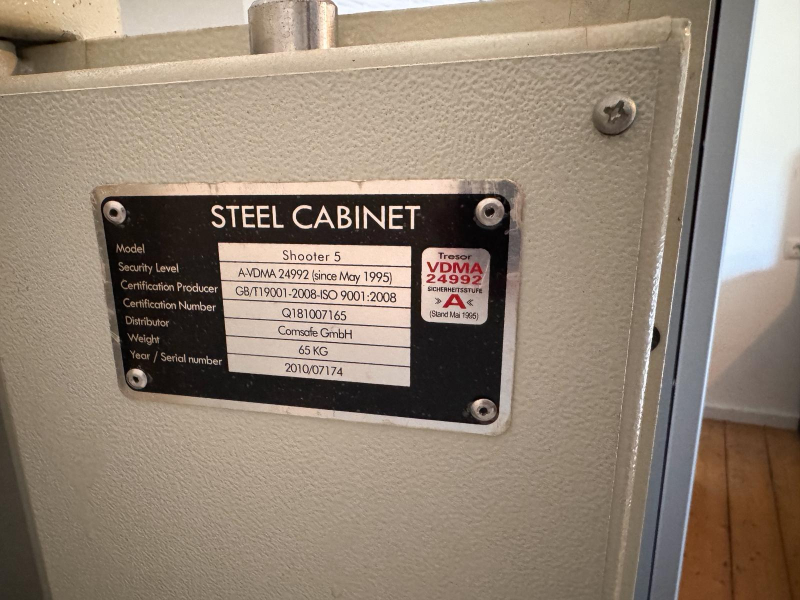 STEEL CABINET
Model Shooter 5
Security Level A-VDMA 24992 (since May 1995)
Certification Producer GB/T19001-2008-ISO 9001:2008
Certification Number Q181007165
Distributor Comsafe GmbH
Weight 65 KG
Year / Serial number 2010/07174
Tresor
VDMA
24992
SICHERHEITSSTUFE
» A «
(Stand Mai 1995)